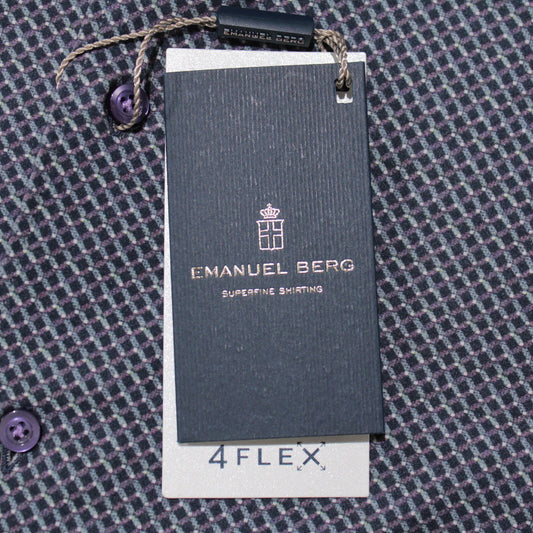 EMANUEL BERG
EMANUEL BERG
SUPERFINE SHIRTING
4FLEX